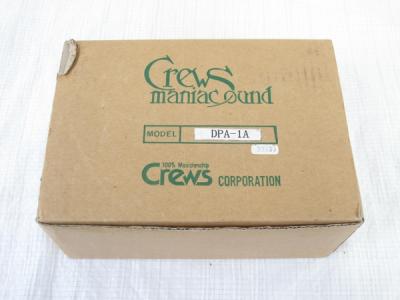 Crews
maniac sound
MODEL DPA-1A
100% Musicianship
Crews CORPORATION